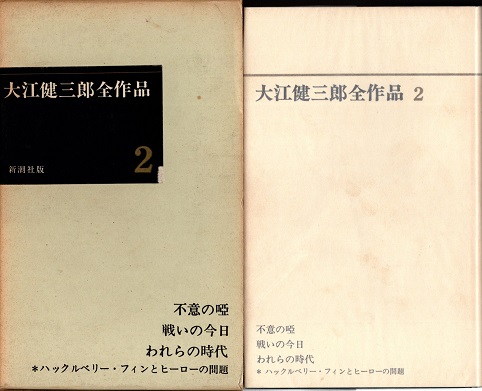 大江健三郎全作品
新潮社版
2
不意の啞
戦いの今日
われらの時代
*ハックルベリー・フィンとヒーローの問題
大江健三郎全作品 2
不意の啞
戦いの今日
われらの時代
*ハックルベリー・フィンとヒーローの問題